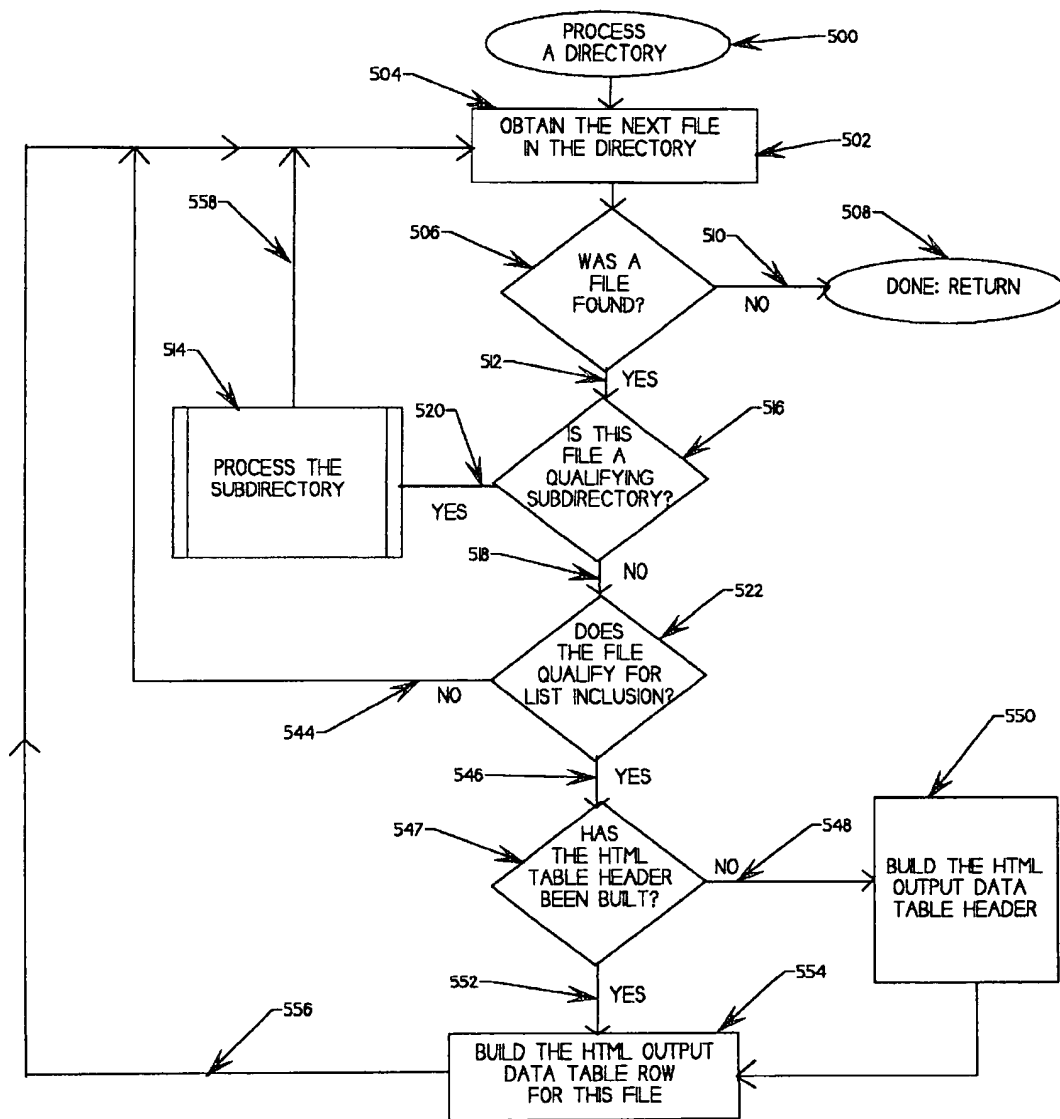 PROCESS
A DIRECTORY
500
504
OBTAIN THE NEXT FILE
IN THE DIRECTORY
502
558
506
WAS A
FILE
FOUND?
510
NO
508
DONE: RETURN
512
YES
514
PROCESS THE
SUBDIRECTORY
520
YES
IS THIS
FILE A
QUALIFYING
SUBDIRECTORY?
516
518
NO
522
DOES
THE FILE
QUALIFY FOR
LIST INCLUSION?
NO
544
546
YES
547
HAS
THE HTML
TABLE HEADER
BEEN BUILT?
NO
548
550
BUILD THE HTML
OUTPUT DATA
TABLE HEADER
552
YES
554
556
BUILD THE HTML OUTPUT
DATA TABLE ROW
FOR THIS FILE